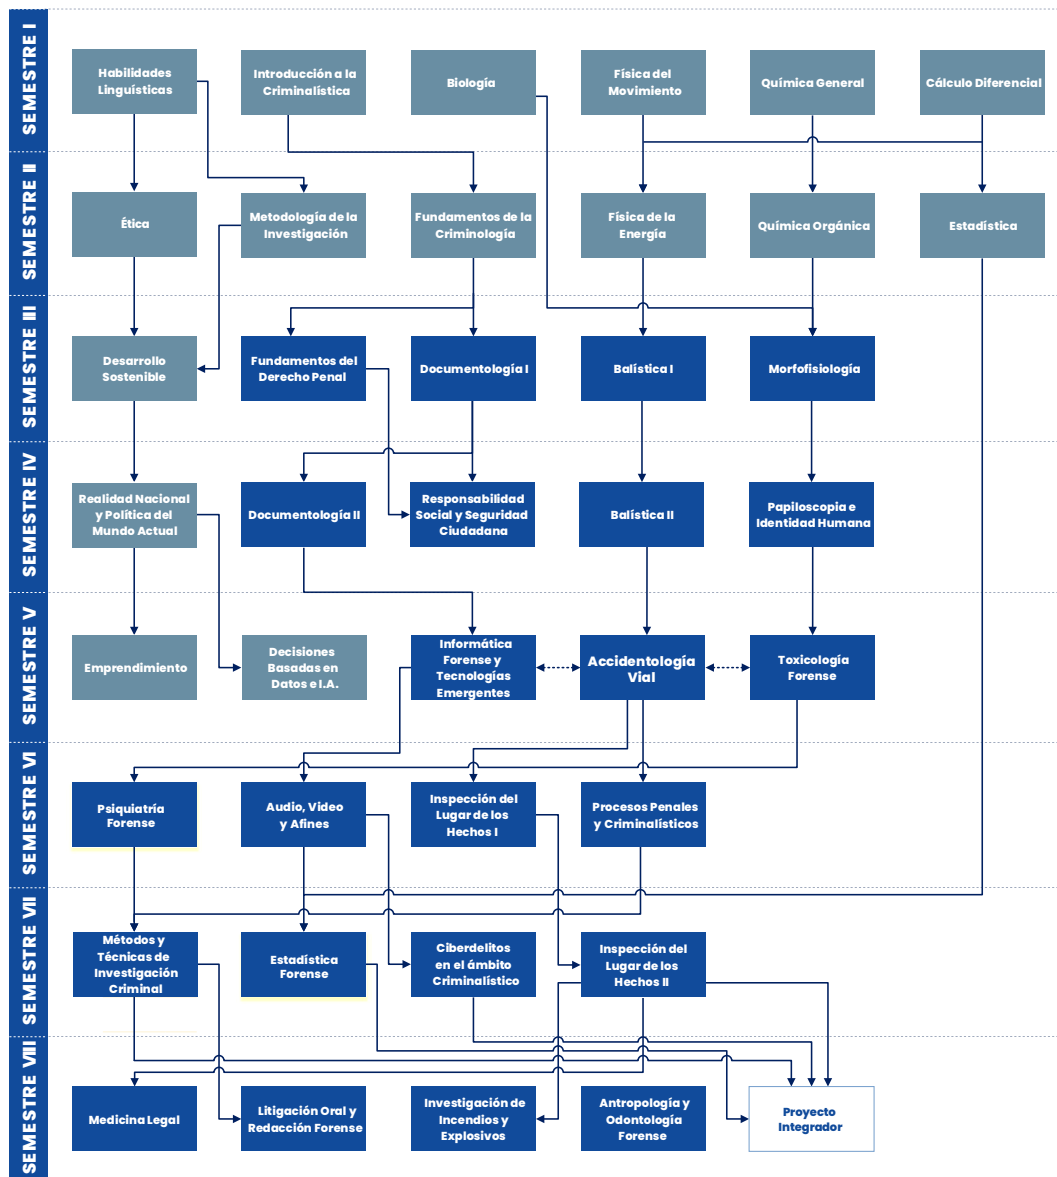 SEMESTRE I
Habilidades
Linguísticas
Introducción a la
Criminalística
Biología
Física del
Movimiento
Química General
Cálculo Diferencial
SEMESTRE II
Ética
Metodología de la
Investigación
Fundamentos de la
Criminología
Física de la
Energía
Química Orgánica
Estadística
SEMESTRE III
Desarrollo
Sostenible
Fundamentos del
Derecho Penal
Documentología I
Balística I
Morfofisiología
SEMESTRE IV
Realidad Nacional
y Política del
Mundo Actual
Documentología II
Responsabilidad
Social y Seguridad
Ciudadana
Balística II
Papiloscopia e
Identidad Humana
SEMESTRE V
Emprendimiento
Decisiones
Basadas en
Datos e I.A.
Informática
Forense y
Tecnologías
Emergentes
Accidentología
Vial
Toxicología
Forense
SEMESTRE VI
Psiquiatría
Forense
Audio, Video
y Afines
Inspección del
Lugar de los
Hechos I
Procesos Penales
y Criminalísticos
SEMESTRE VII
Métodos y
Técnicas de
Investigación
Criminal
Estadística
Forense
Ciberdelitos
en el ámbito
Criminalístico
Inspección del
Lugar de los
Hechos II
SEMESTRE VIII
Medicina Legal
Litigación Oral y
Redacción Forense
Investigación de
Incendios y
Explosivos
Antropología y
Odontología
Forense
Proyecto
Integrador